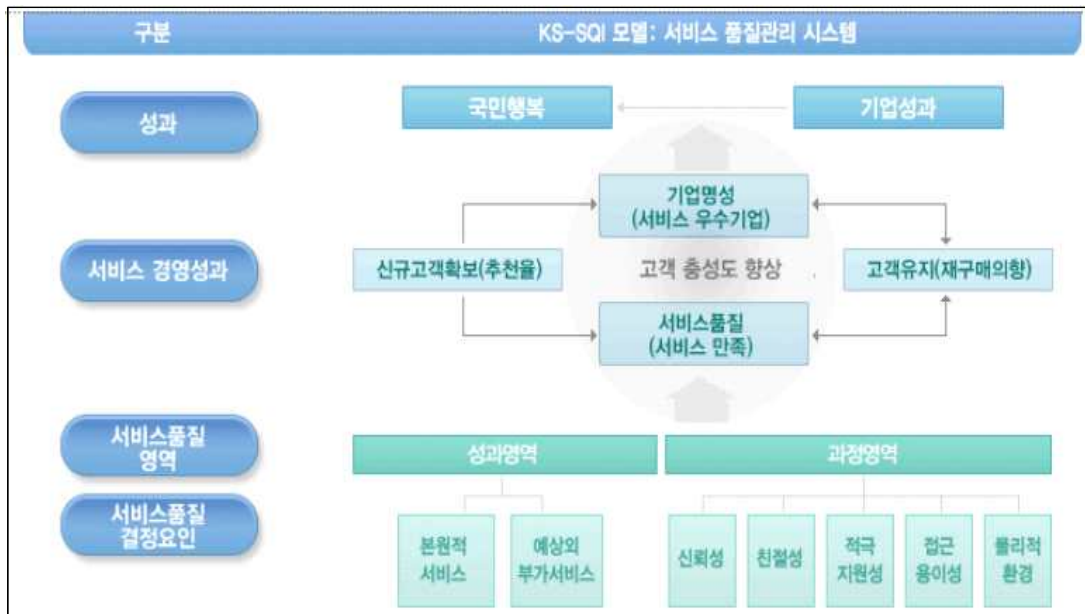 구분
KS-SQI 모델: 서비스 품질관리 시스템
성과
국민행복
기업성과
기업명성
(서비스 우수기업)
서비스 경영성과
신규고객확보(추천율)
고객 충성도 향상
고객유지(재구매의향)
서비스품질
(서비스 만족)
서비스품질
영역
성과영역
과정영역
서비스품질
결정요인
본원적
서비스
예상외
부가서비스
신뢰성
친절성
적극
지원성
접근
용이성
물리적
환경